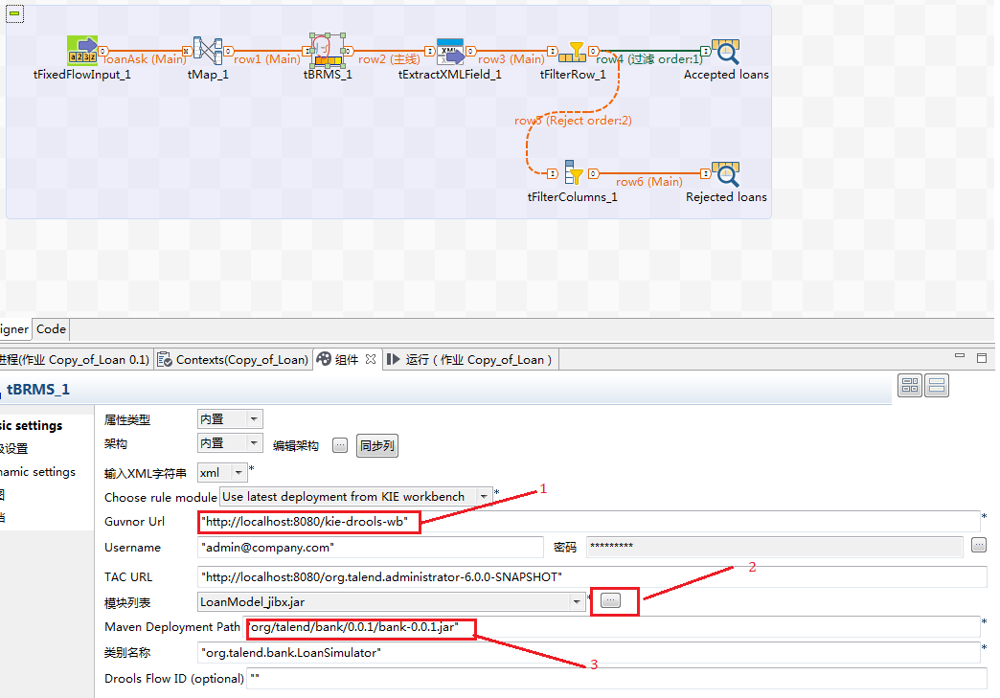 loanAsk (Main)
row1 (Main)
row2 (主线)
row3 (Main)
row4 (过滤 order:1)
tFixedFlowInput_1
tMap_1
tBRMS_1
tExtractXMLField_1
tFilterRow_1
Accepted loans
row5 (Reject order:2)
row6 (Main)
tFilterColumns_1
Rejected loans
igner
Code
进程(作业 Copy_of_Loan 0.1)
Contexts(Copy_of_Loan)
组件
运行 ( 作业 Copy_of_Loan )
tBRMS_1
sic settings
及设置
namic settings
图
属性类型
内置
架构
内置
编辑架构
...
同步列
输入XML字符串
xml
*
Choose rule module
Use latest deployment from KIE workbench
*
1
Guvnor Url
"http://localhost:8080/kie-drools-wb"
*
Username
"admin@company.com"
密码
*********
...
TAC URL
"http://localhost:8080/org.talend.administrator-6.0.0-SNAPSHOT"
2
模块列表
LoanModel_jibx.jar
*
...
Maven Deployment Path
"org/talend/bank/0.0.1/bank-0.0.1.jar"
*
类别名称
"org.talend.bank.LoanSimulator"
*
3
Drools Flow ID (optional)
""